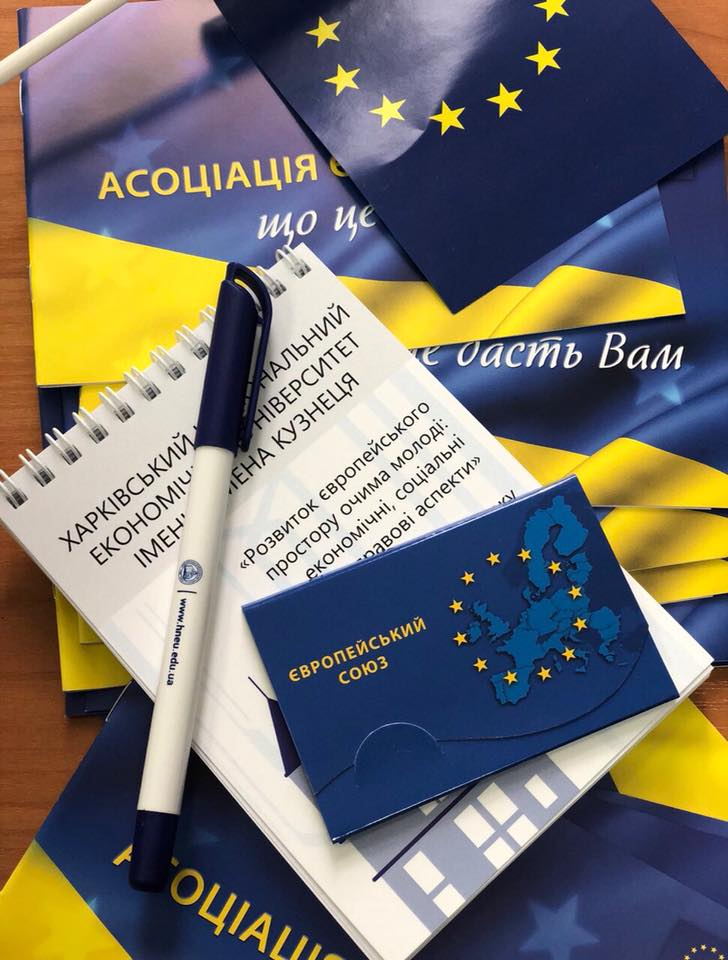 АСОЦІАЦІЯ
що це
дасть Вам
ХАРКІВСЬКИЙ
ЕКОНОМІЧНИЙ УНІВЕРСИТЕТ
ІМЕНІ СЕМЕНА КУЗНЕЦЯ
«Розвиток європейського
простору очима молоді:
економічні, соціальні
правові аспекти»
www.hneu.edu.ua
ЄВРОПЕЙСЬКИЙ
СОЮЗ
АСОЦІАЦІЯ